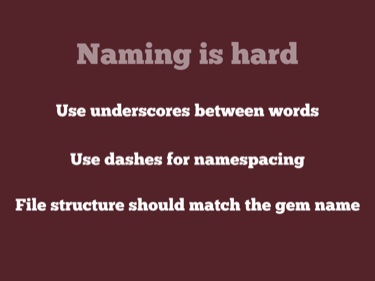 Naming is hard
Use underscores between words
Use dashes for namespacing
File structure should match the gem name